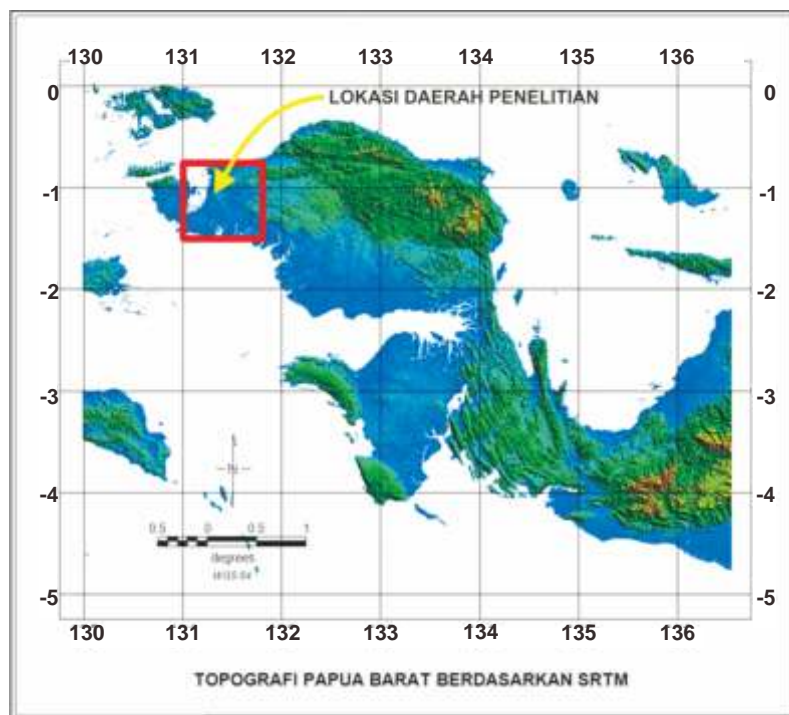 130 131 132 133 134 135 136
0 0
LOKASI DAERAH PENELITIAN
-1 -1
-2 -2
-3 -3
-4 -4
0.5 0 0.5 1
degrees
-5 -5
130 131 132 133 134 135 136
TOPOGRAFI PAPUA BARAT BERDASARKAN SRTM